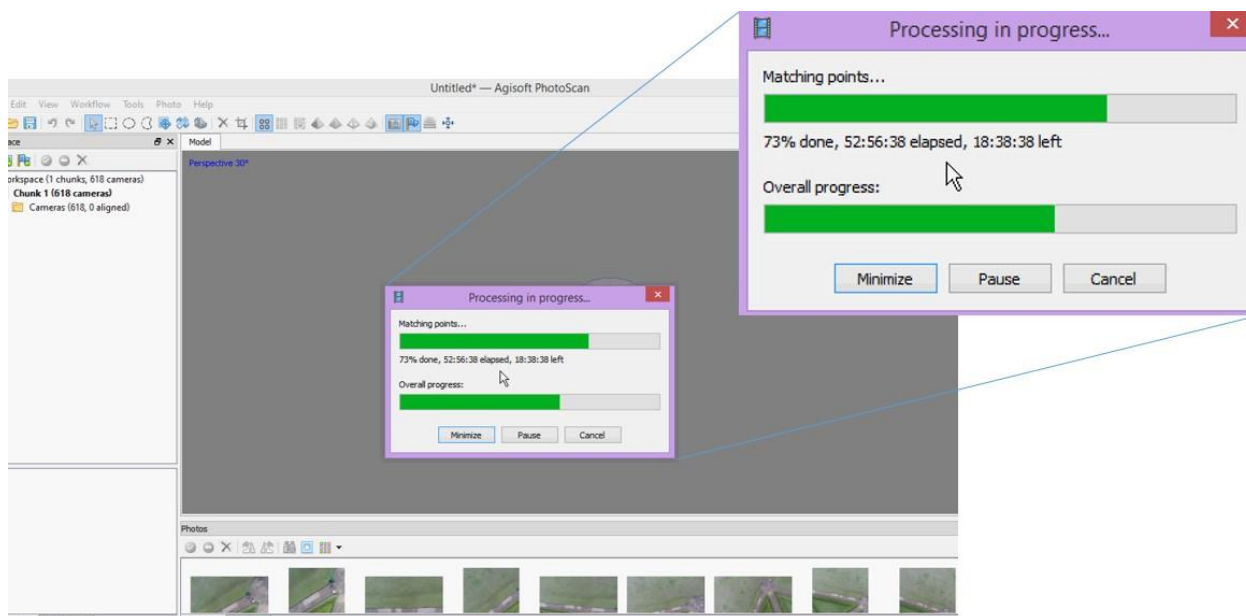 Untitled* — Agisoft PhotoScan
Edit View Workflow Tools Photo Help
Model
Perspective 30°
orkspace (1 chunks, 618 cameras)
Chunk 1 (618 cameras)
Cameras (618, 0 aligned)
Processing in progress...
Matching points...
73% done, 52:56:38 elapsed, 18:38:38 left
Overall progress:
Minimize Pause Cancel
Processing in progress...
Matching points...
73% done, 52:56:38 elapsed, 18:38:38 left
Overall progress:
Minimize Pause Cancel
Photos